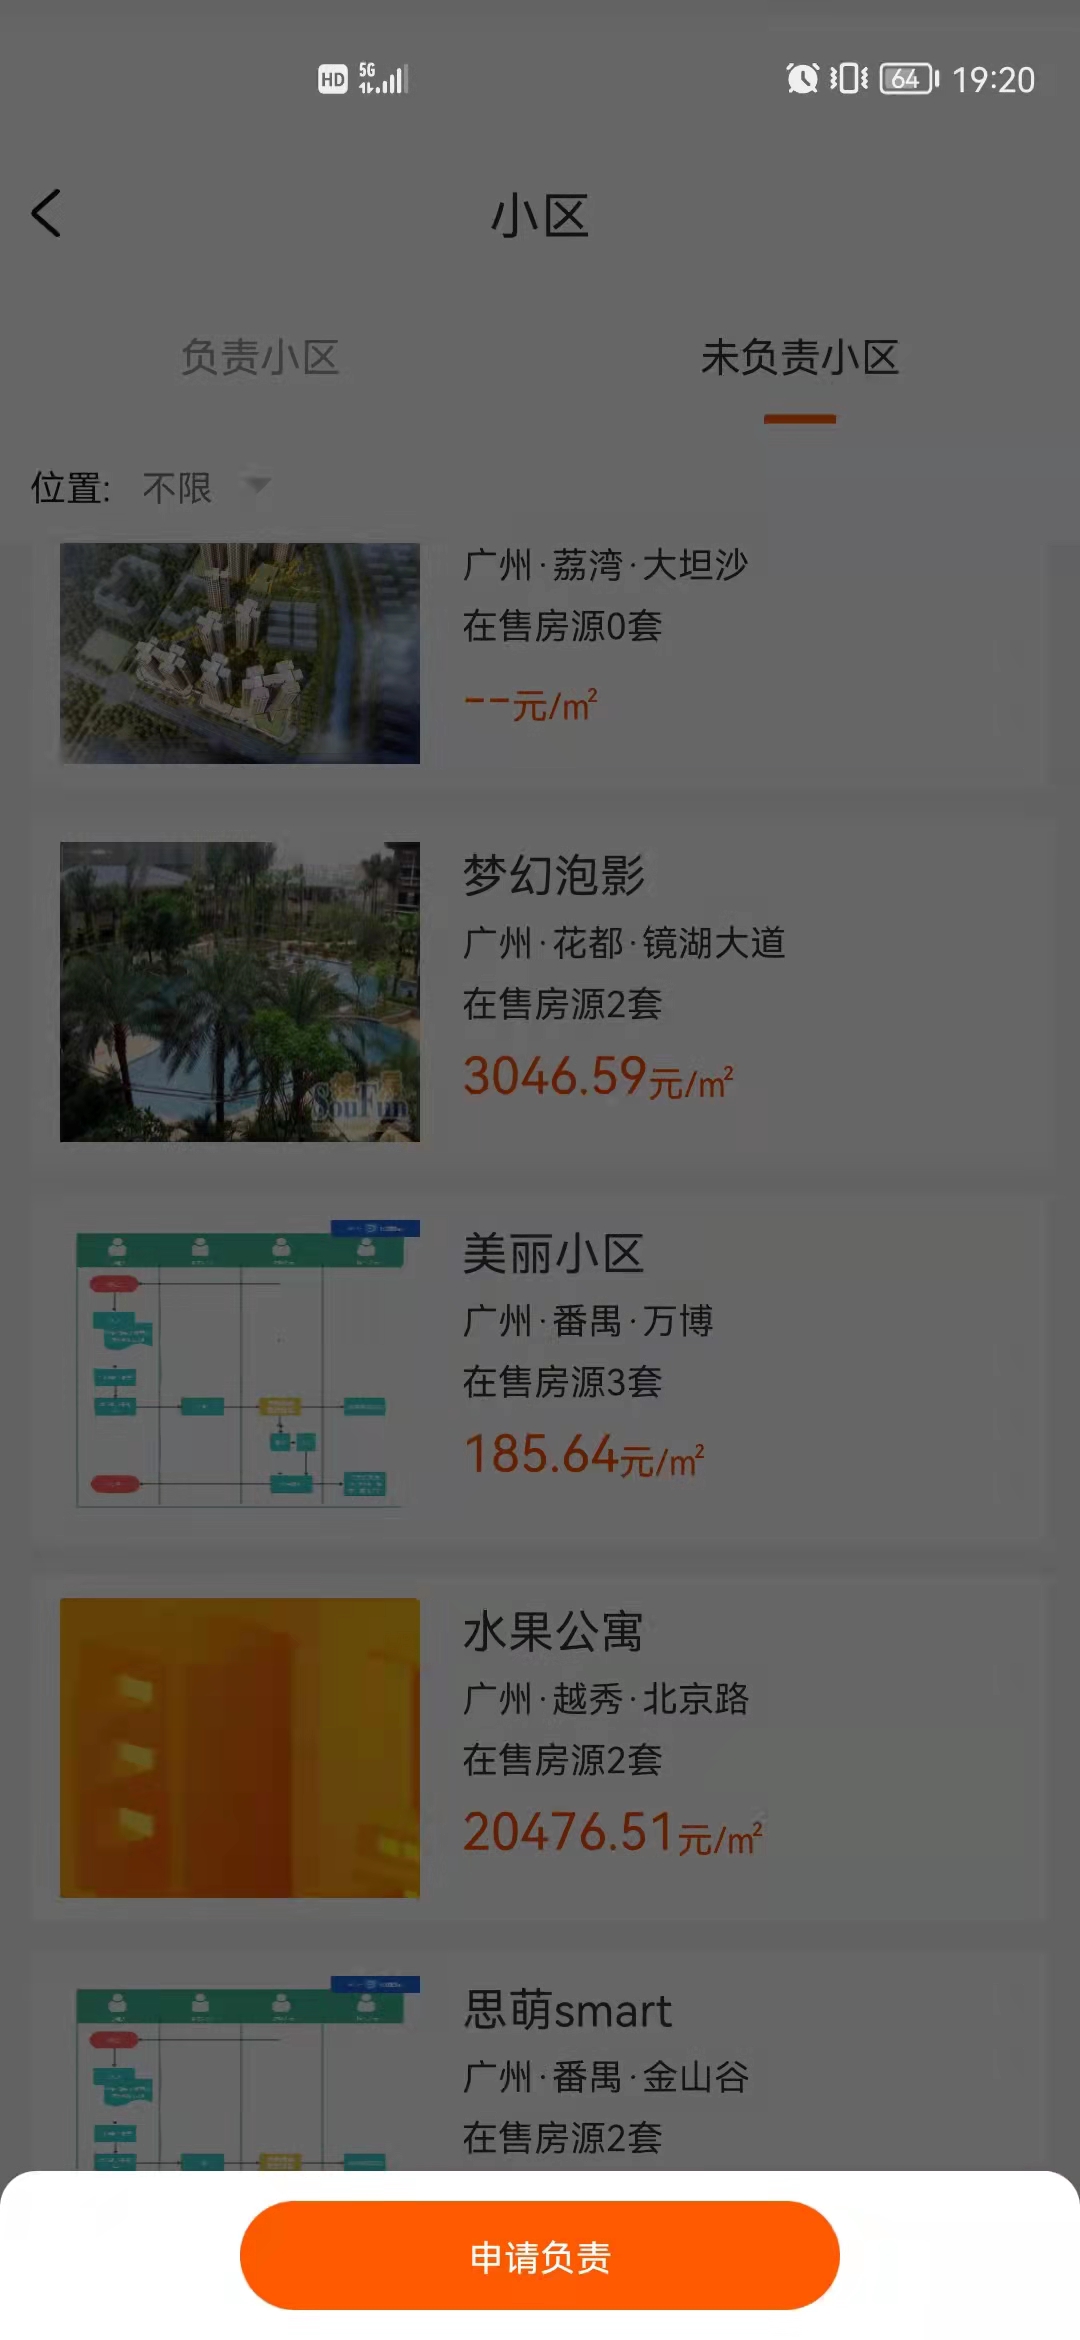 HD 5G 64 19:20
小区
负责小区 未负责小区
位置: 不限
广州·荔湾·大坦沙
在售房源0套
--元/m²
梦幻泡影
广州·花都·镜湖大道
在售房源2套
3046.59元/m²
SouFun
美丽小区
广州·番禺·万博
在售房源3套
185.64元/m²
水果公寓
广州·越秀·北京路
在售房源2套
20476.51元/m²
思萌smart
广州·番禺·金山谷
在售房源2套
申请负责